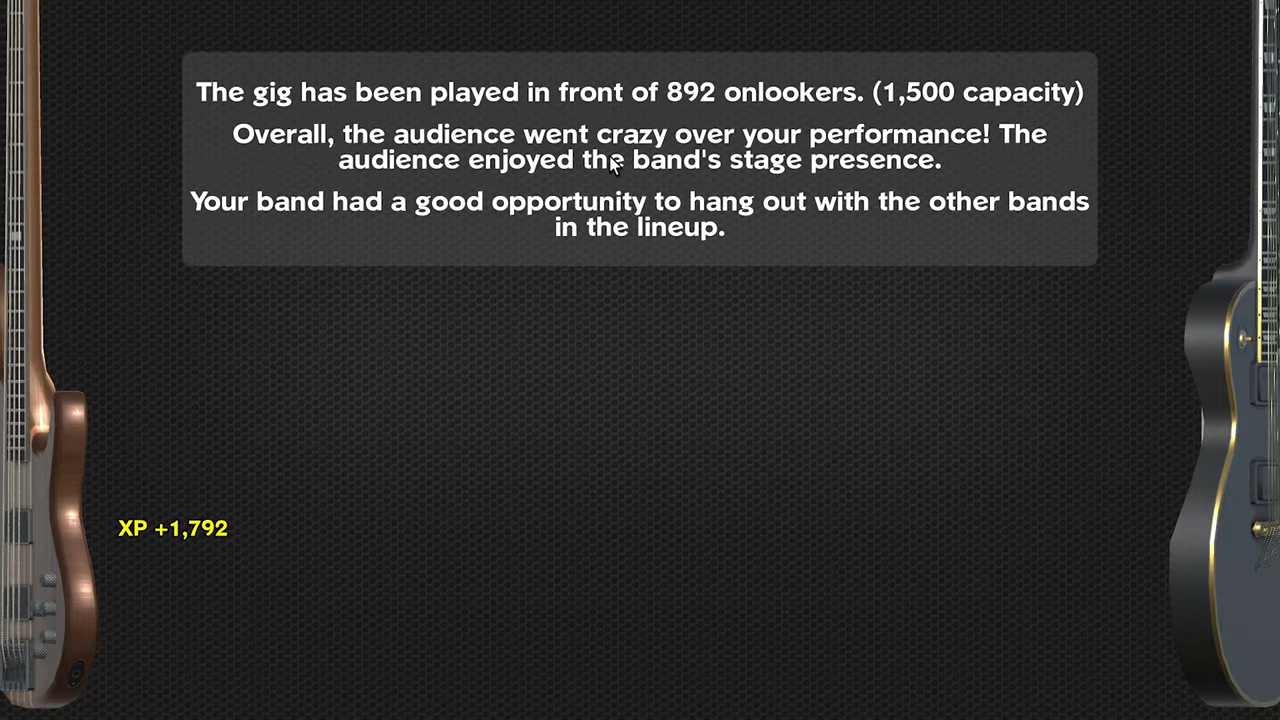 The gig has been played in front of 892 onlookers. (1,500 capacity)
Overall, the audience went crazy over your performance! The
audience enjoyed the band's stage presence.
Your band had a good opportunity to hang out with the other bands
in the lineup.
XP +1,792